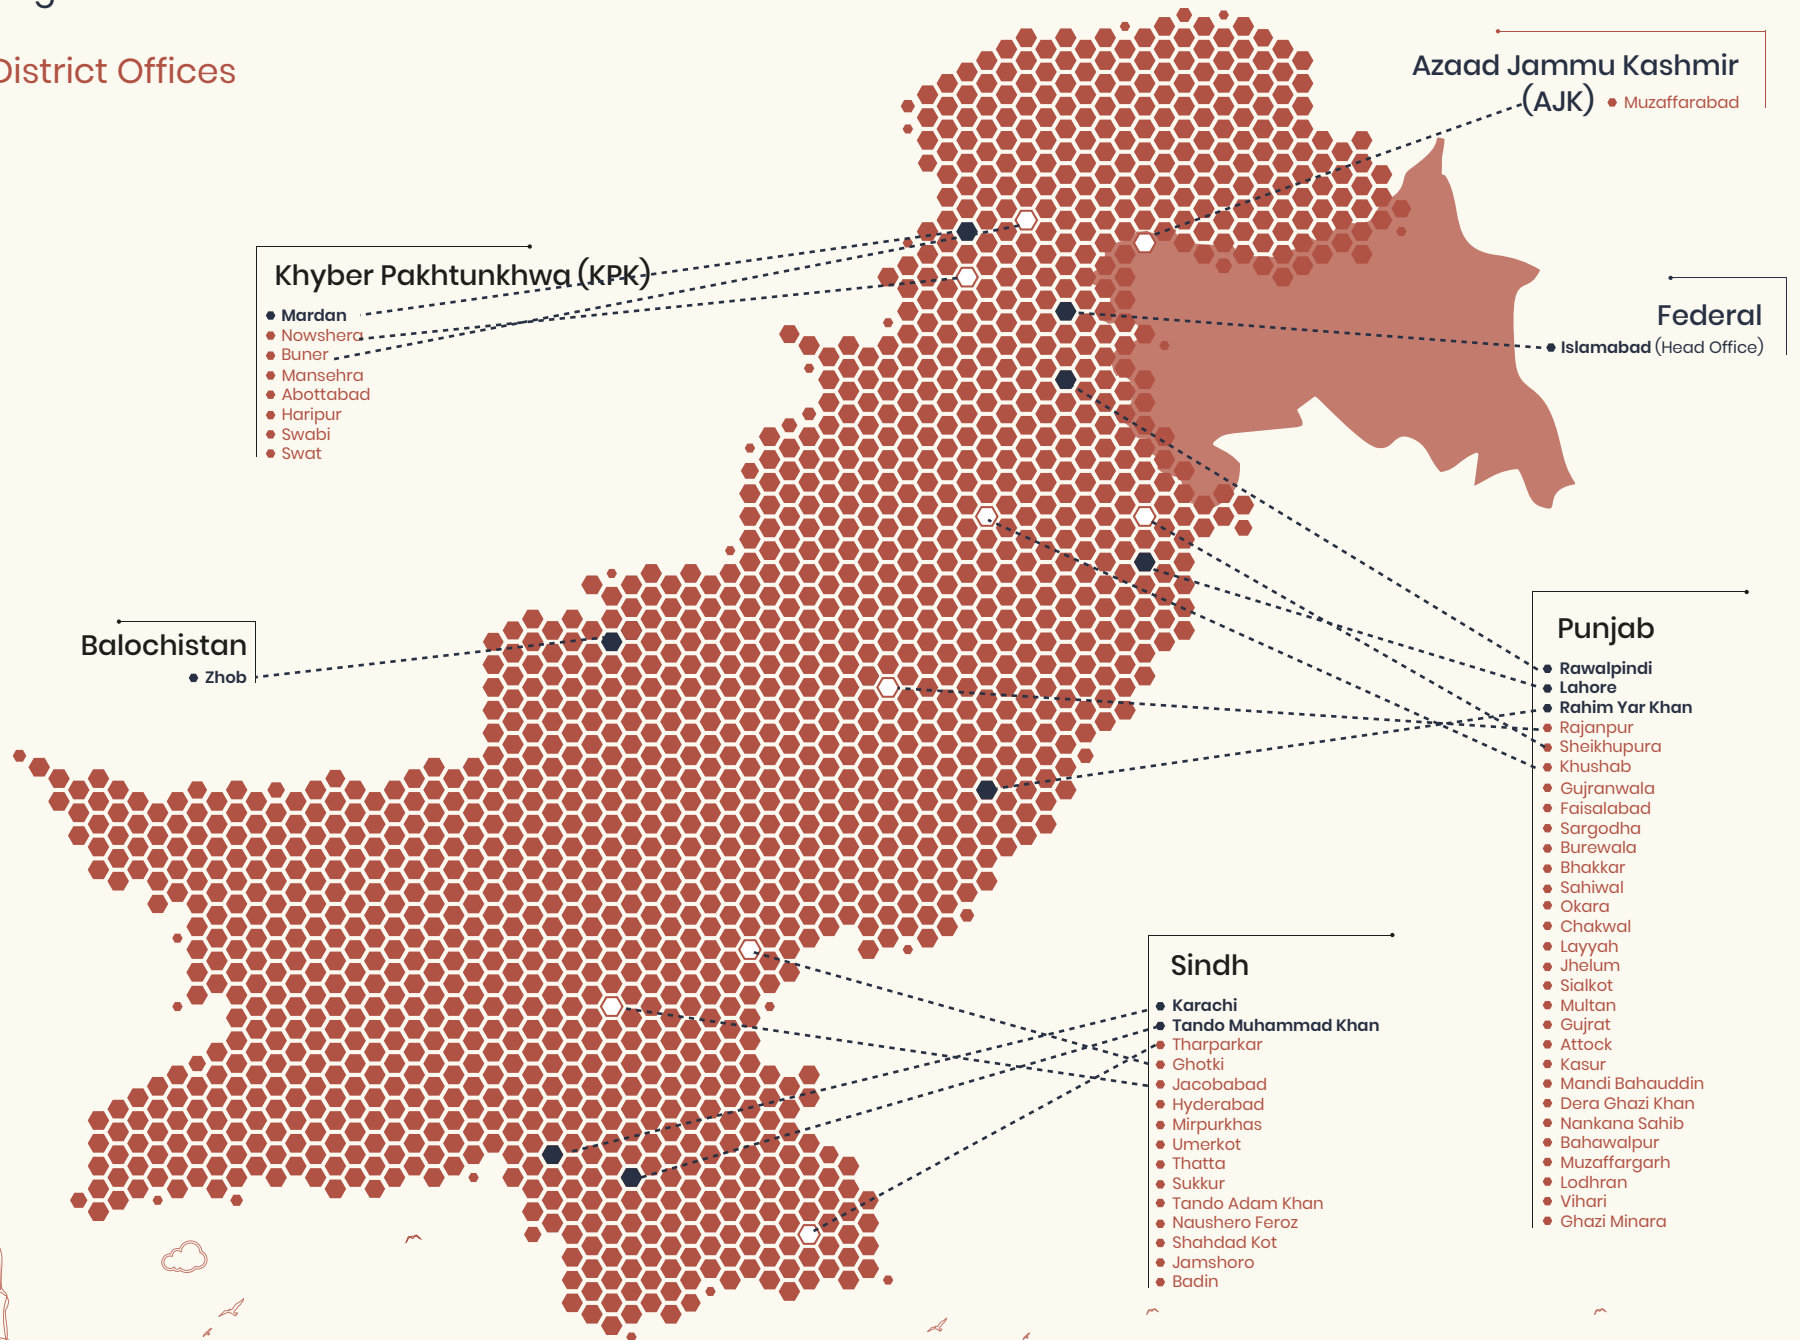 District Offices
Azaad Jammu Kashmir
(AJK) Muzaffarabad
Khyber Pakhtunkhwa (KPK)
Mardan
Nowshera
Buner
Mansehra
Abottabad
Haripur
Swabi
Swat
Federal
Islamabad (Head Office)
Balochistan
Zhob
Punjab
Rawalpindi
Lahore
Rahim Yar Khan
Rajanpur
Sheikhupura
Khushab
Gujranwala
Faisalabad
Sargodha
Burewala
Bhakkar
Sahiwal
Okara
Chakwal
Layyah
Jhelum
Sialkot
Multan
Gujrat
Attock
Kasur
Mandi Bahauddin
Dera Ghazi Khan
Nankana Sahib
Bahawalpur
Muzaffargarh
Lodhran
Vihari
Ghazi Minara
Sindh
Karachi
Tando Muhammad Khan
Tharparkar
Ghotki
Jacobabad
Hyderabad
Mirpurkhas
Umerkot
Thatta
Sukkur
Tando Adam Khan
Naushero Feroz
Shahdad Kot
Jamshoro
Badin